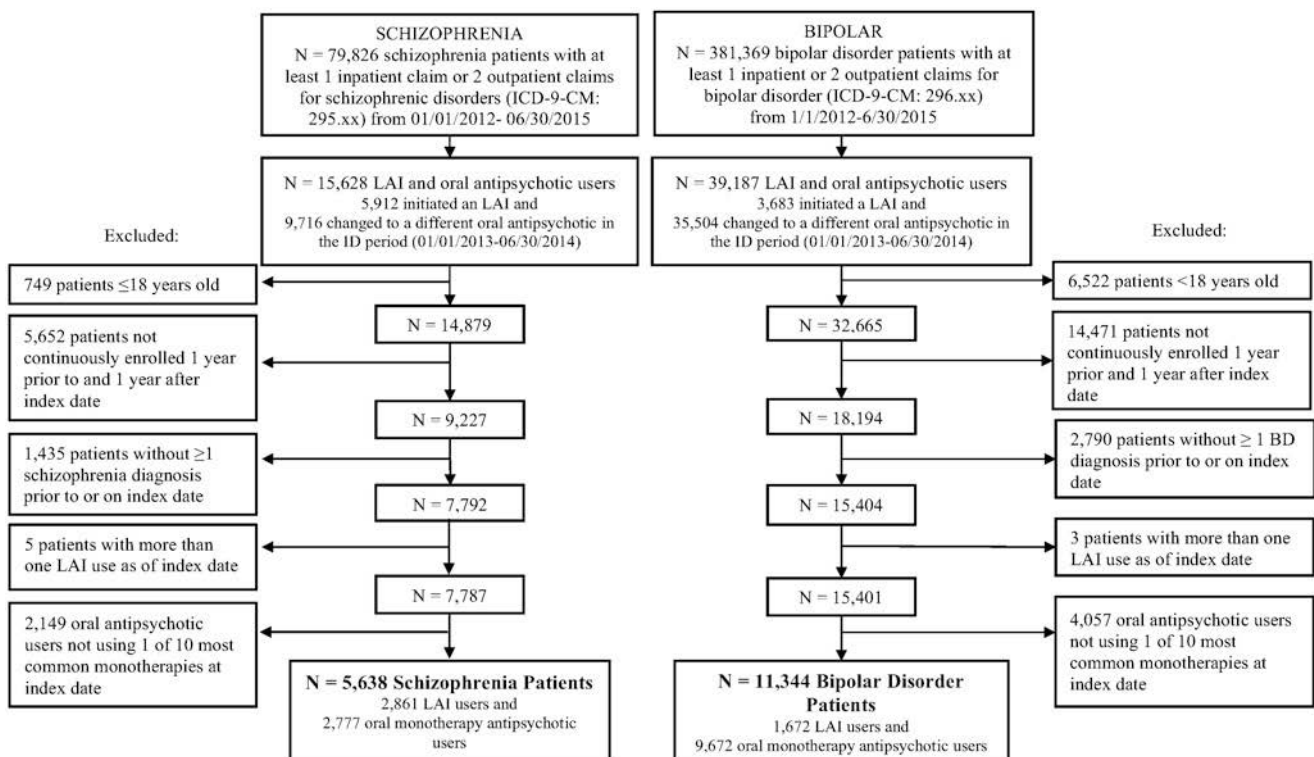 SCHIZOPHRENIA
N = 79,826 schizophrenia patients with at
least 1 inpatient claim or 2 outpatient claims
for schizophrenic disorders (ICD-9-CM:
295.xx) from 01/01/2012- 06/30/2015
BIPOLAR
N = 381,369 bipolar disorder patients with at
least 1 inpatient or 2 outpatient claims for
bipolar disorder (ICD-9-CM: 296.xx)
from 1/1/2012-6/30/2015
N = 15,628 LAI and oral antipsychotic users
5,912 initiated an LAI and
9,716 changed to a different oral antipsychotic in
the ID period (01/01/2013-06/30/2014)
N = 39,187 LAI and oral antipsychotic users
3,683 initiated a LAI and
35,504 changed to a different oral antipsychotic in
the ID period (01/01/2013-06/30/2014)
Excluded:
Excluded:
749 patients ≤18 years old
6,522 patients <18 years old
N = 14,879
N = 32,665
5,652 patients not
continuously enrolled 1 year
prior to and 1 year after
index date
14,471 patients not
continuously enrolled 1 year
prior and 1 year after index
date
N = 9,227
N = 18,194
1,435 patients without ≥1
schizophrenia diagnosis
prior to or on index date
2,790 patients without ≥ 1 BD
diagnosis prior to or on index
date
N = 7,792
N = 15,404
5 patients with more than
one LAI use as of index date
3 patients with more than one
LAI use as of index date
N = 7,787
N = 15,401
2,149 oral antipsychotic
users not using 1 of 10 most
common monotherapies at
index date
4,057 oral antipsychotic users
not using 1 of 10 most
common monotherapies at
index date
N = 5,638 Schizophrenia Patients
2,861 LAI users and
2,777 oral monotherapy antipsychotic
users
N = 11,344 Bipolar Disorder
Patients
1,672 LAI users and
9,672 oral monotherapy antipsychotic users